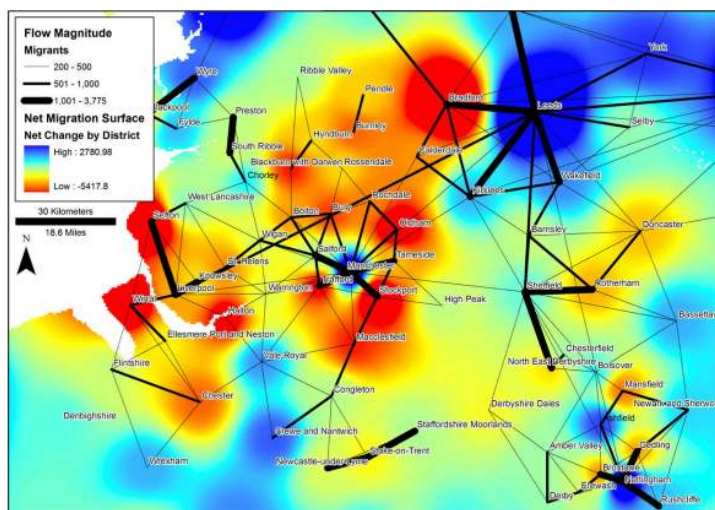 Flow Magnitude
Migrants
200 - 500
501 - 1,000
1,001 - 3,775
Net Migration Surface
Net Change by District
High : 2780.98
Low : -5417.8
30 Kilometers
18.6 Miles
N
Wyre
Blackpool
Fylde
Preston
South Ribble
Chorley
Ribble Valley
Pendle
Hyndburn
Burnley
Blackburn with Darwen
Rossendale
Bradford
Leeds
York
Selby
Calderdale
Kirklees
Wakefield
West Lancashire
Sefton
Bolton
Bury
Rochdale
Oldham
Wigan
Salford
Manchester
Tameside
Barnsley
Doncaster
St. Helens
Knowsley
Liverpool
Trafford
Warrington
Stockport
High Peak
Sheffield
Rotherham
Wirral
Halton
Ellesmere Port and Neston
Macclesfield
Vale Royal
Flintshire
Chester
Congleton
Denbighshire
Wrexham
Crewe and Nantwich
Newcastle-under-Lyme
Stoke-on-Trent
Staffordshire Moorlands
Derbyshire Dales
Chesterfield
North East Derbyshire
Bolsover
Bassetlaw
Mansfield
Newark and Sherwo
Ashfield
Gedling
Amber Valley
Broxtowe
Erewash
Nottingham
Derby
Rushcliffe